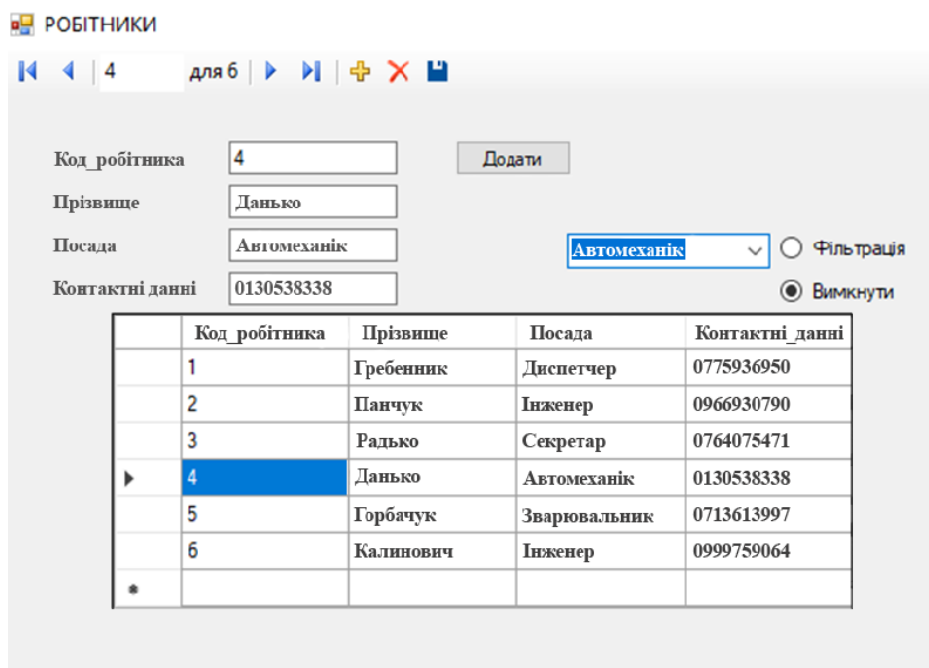 РОБІТНИКИ
4 для 6
Код_робітника 4 Додати
Прізвище Данько
Посада Автомеханік Автомеханік Фільтрація
Контактні данні 0130538338 Вимкнути
Код_робітника Прізвище Посада Контактні_данні
1 Гребенник Диспетчер 0775936950
2 Панчук Інженер 0966930790
3 Радько Секретар 0764075471
4 Данько Автомеханік 0130538338
5 Горбачук Зварювальник 0713613997
6 Калинович Інженер 0999759064